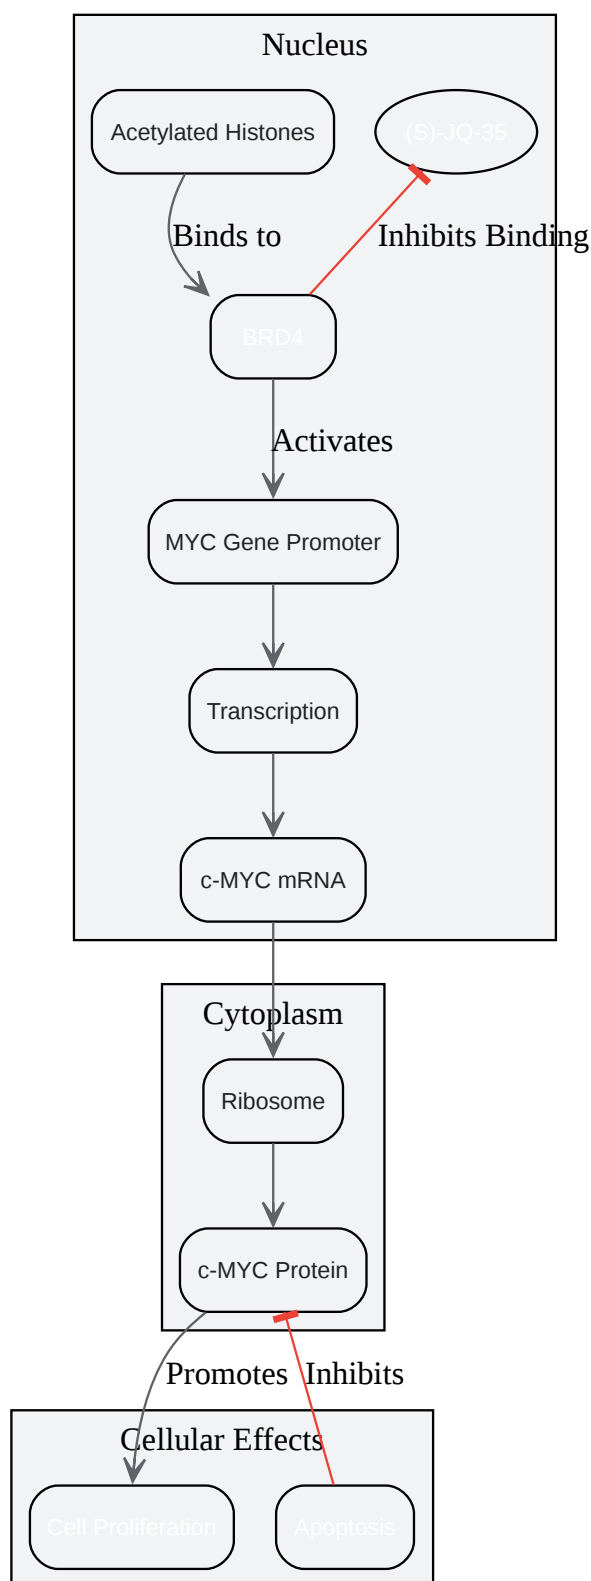 Nucleus
Acetylated Histones
(S)-JQ-35
Binds to
Inhibits Binding
BRD4
Activates
MYC Gene Promoter
Transcription
c-MYC mRNA
Cytoplasm
Ribosome
c-MYC Protein
Promotes
Inhibits
Cellular Effects
Cell Proliferation
Apoptosis